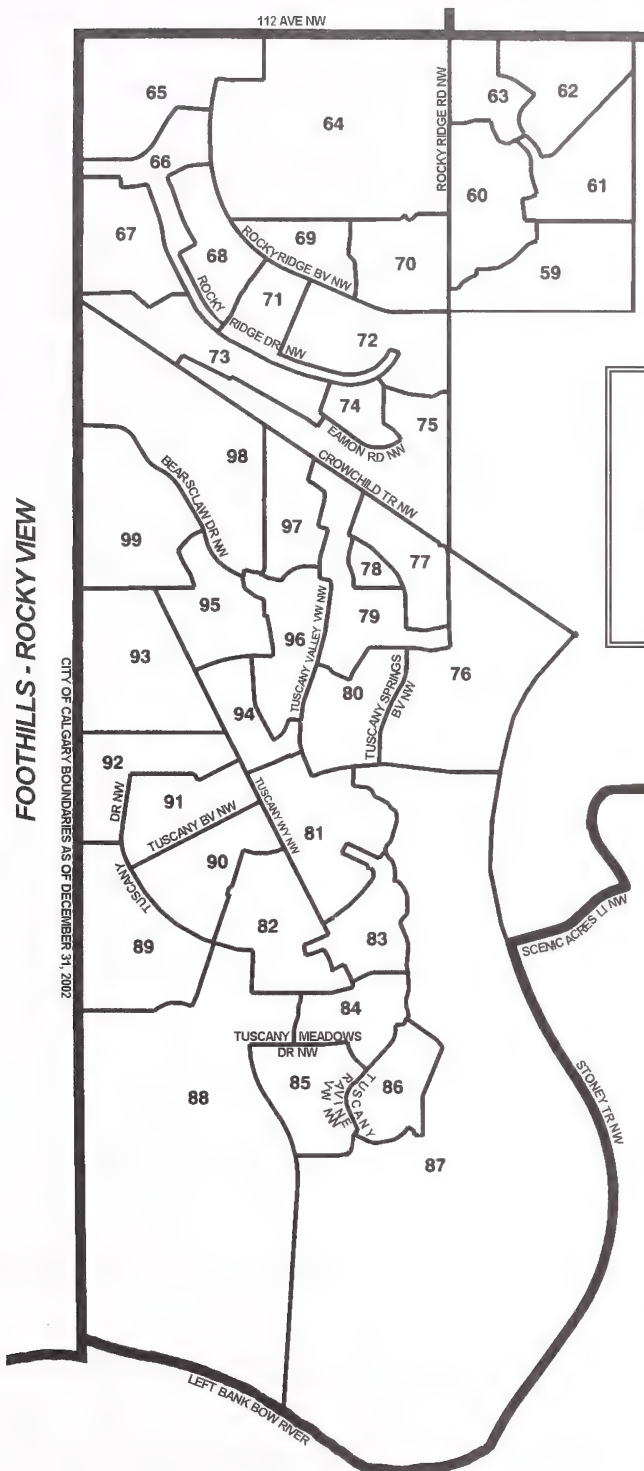 112 AVE NW
65
64
63
62
ROCKY RIDGE RD NW
66
60
61
67
69
70
68
ROCKY RIDGE BV NW
59
71
ROCKY RIDGE DR NW
72
73
74
75
EAMON RD NW
CROWCHILD TR NW
98
BEARSCLAW DR NW
97
99
77
78
95
79
96
TUSCANY VALLEY VW NW
93
80
76
TUSCANY SPRINGS BV NW
94
FOOTHILLS - ROCKY VIEW
CITY OF CALGARY BOUNDARIES AS OF DECEMBER 31, 2002
92
91
TUSCANY BV NW
TUSCANY WY NW
81
TUSCANY DR NW
90
82
83
89
SCENIC ACRES LI NW
84
TUSCANY MEADOWS
DR NW
88
85
86
TUSCANY RAVINE VW NW
STONEY TR NW
87
LEFT BANK BOW RIVER